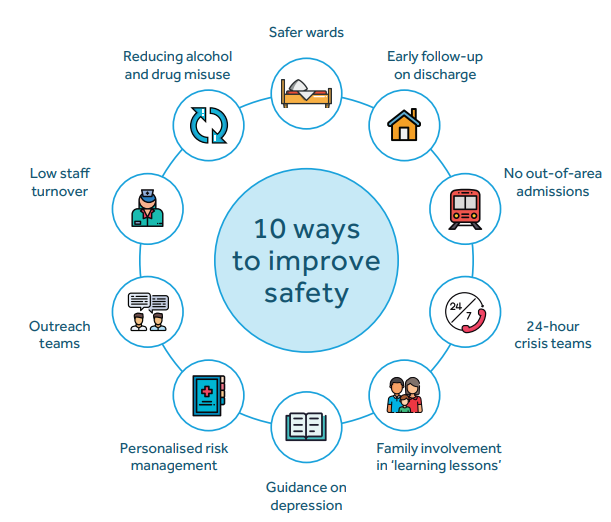 Safer wards
Early follow-up
on discharge
No out-of-area
admissions
24-hour
crisis teams
Family involvement
in ‘learning lessons’
Guidance on
depression
Personalised risk
management
Outreach
teams
Low staff
turnover
Reducing alcohol
and drug misuse
10 ways
to improve
safety
24/7